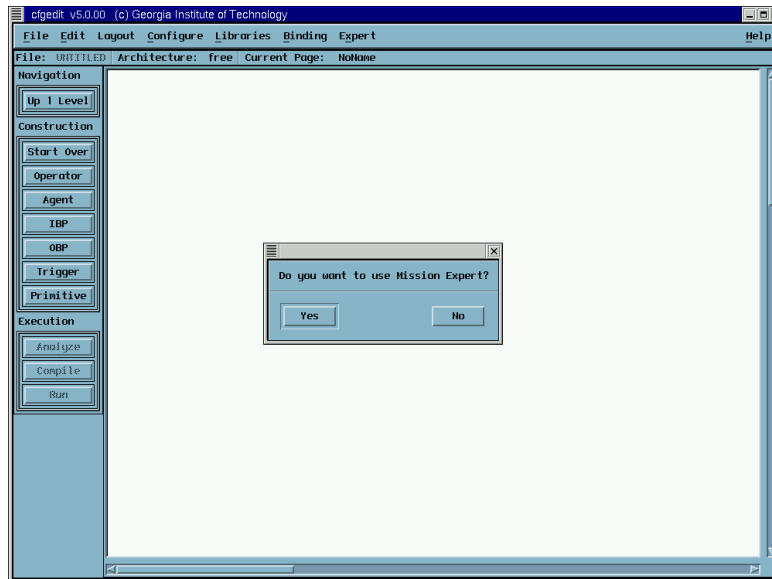 cfgedit v5.0.00 (c) Georgia Institute of Technology
File Edit Layout Configure Libraries Binding Expert Help
File: UNTITLED Architecture: free Current Page: NoName
Navigation
Up 1 Level
Construction
Start Over
Operator
Agent
IBP
OBP
Trigger
Primitive
Execution
Analyze
Compile
Run
Do you want to use Mission Expert?
Yes No